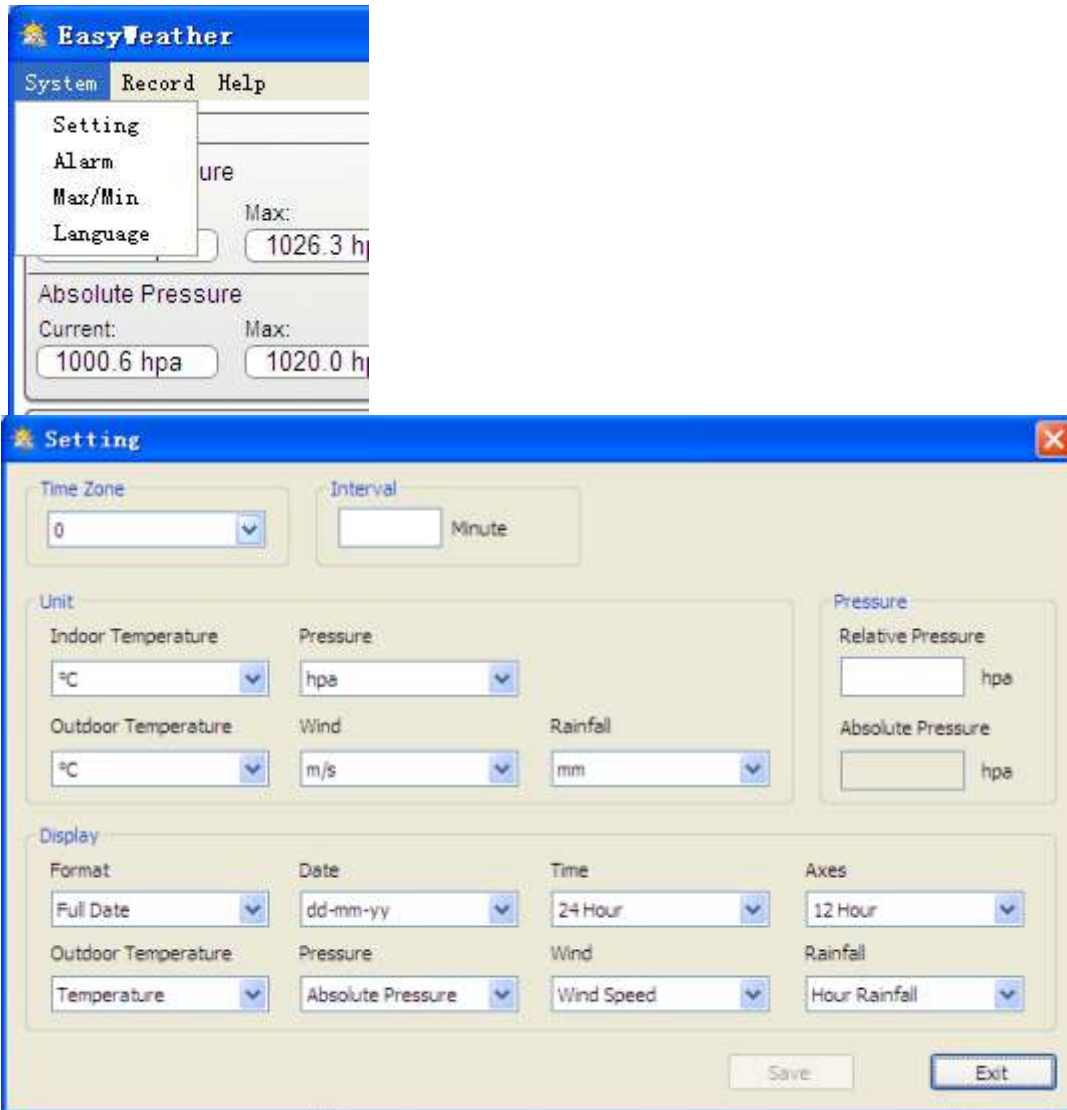 EasyWeather
System Record Help
Setting
Alarm
ure
Max/Min
Max:
Language
1026.3 h
Absolute Pressure
Current: Max:
1000.6 hpa 1020.0 h
Setting
Time Zone Interval
0 Minute
Unit Pressure
Indoor Temperature Pressure Relative Pressure
°C hpa hpa
Outdoor Temperature Wind Rainfall Absolute Pressure
°C m/s mm hpa
Display
Format Date Time Axes
Full Date dd-mm-yy 24 Hour 12 Hour
Outdoor Temperature Pressure Wind Rainfall
Temperature Absolute Pressure Wind Speed Hour Rainfall
Save Exit